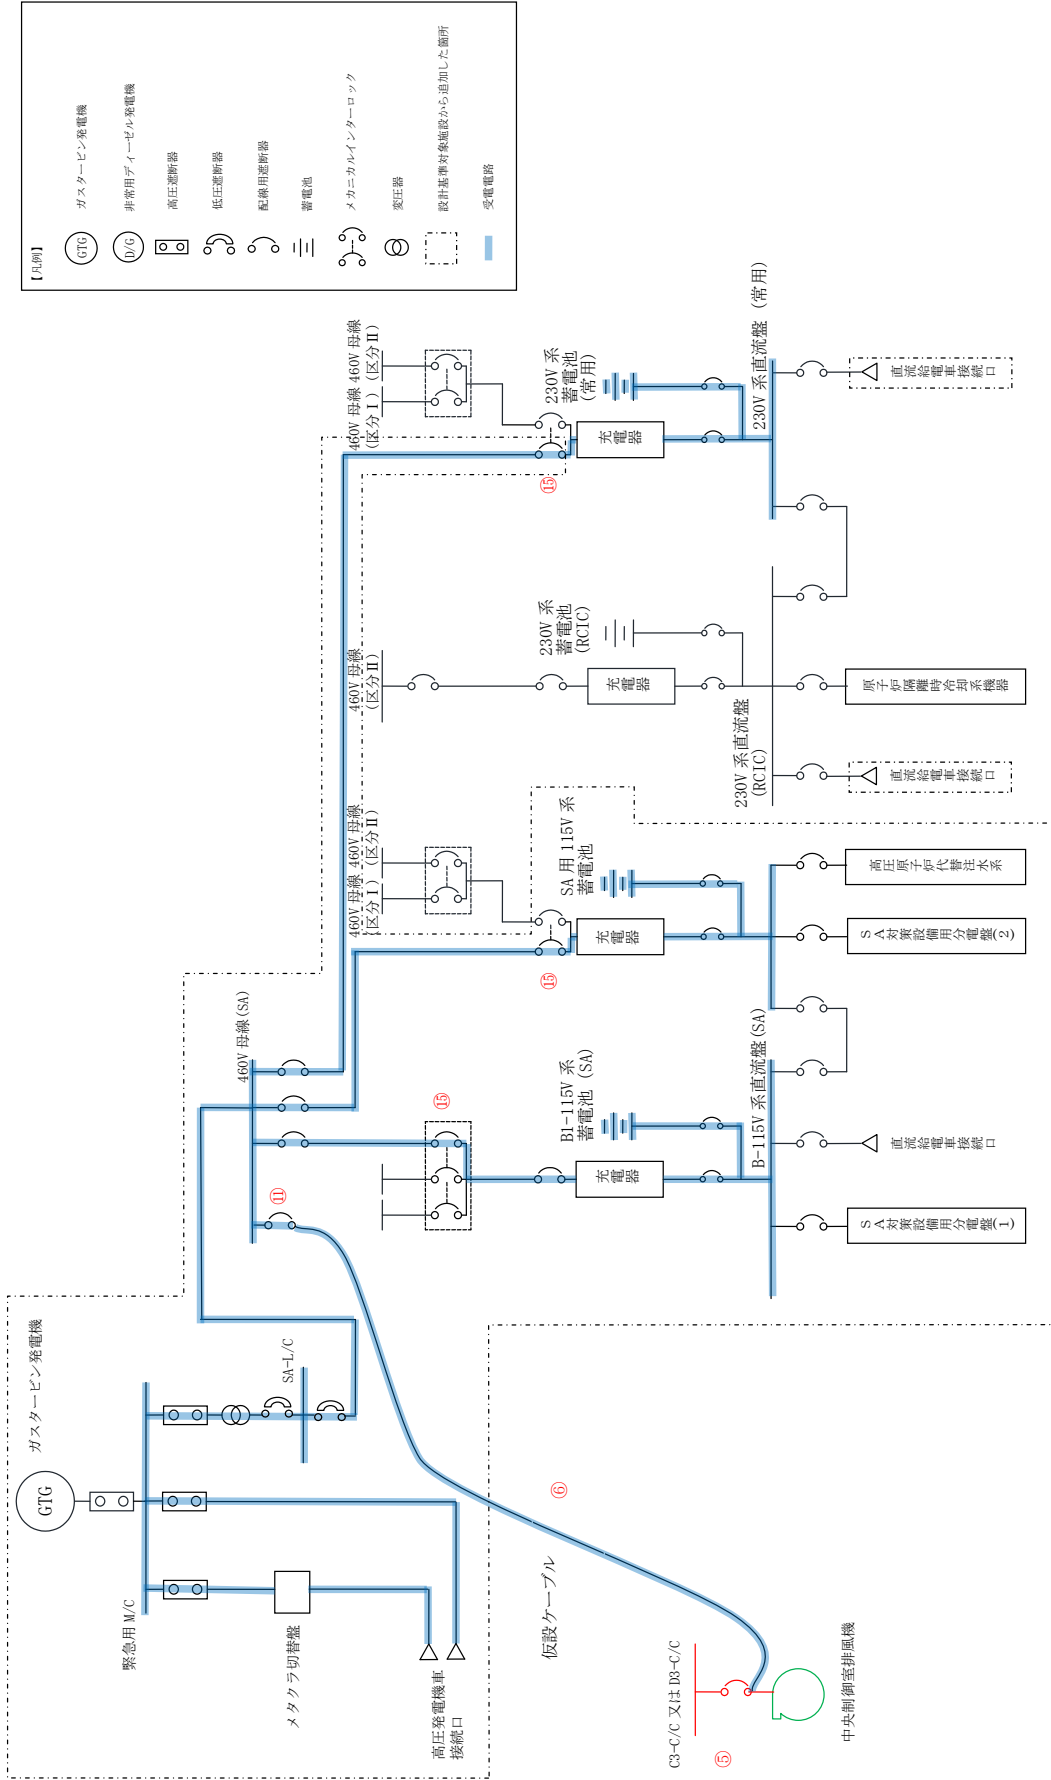 【凡例】
GTG ガスタービン発電機
D/G 非常用ディーゼル発電機
高圧遮断器
低圧遮断器
配線用遮断器
蓄電池
メカニカルインターロック
変圧器
設計基準対象施設から追加した箇所
受電電路
ガスタービン発電機
GTG
緊急用M/C
SA-L/C
メタクラ切替盤
高圧発電機車
接続口
460V 母線(SA)
⑪
⑮
460V 母線
(区分Ⅰ)
460V 母線
(区分Ⅱ)
⑮
460V 母線
(区分Ⅱ)
460V 母線
(区分Ⅰ)
460V 母線
(区分Ⅱ)
⑮
B1-115V 系
蓄電池 (SA)
充電器
SA 用 115V 系
蓄電池
充電器
230V 系
蓄電池
(RCIC)
充電器
230V 系
蓄電池
(常用)
充電器
B-115V 系直流盤(SA)
230V 系直流盤
(RCIC)
230V 系直流盤 (常用)
SA対策設備用分電盤(1)
直流給電車接続口
SA対策設備用分電盤(2)
高圧原子炉代替注水系
直流給電車接続口
原子炉隔離時冷却系機器
直流給電車接続口
仮設ケーブル
⑥
C3-C/C 又は D3-C/C
⑤
中央制御室排風機